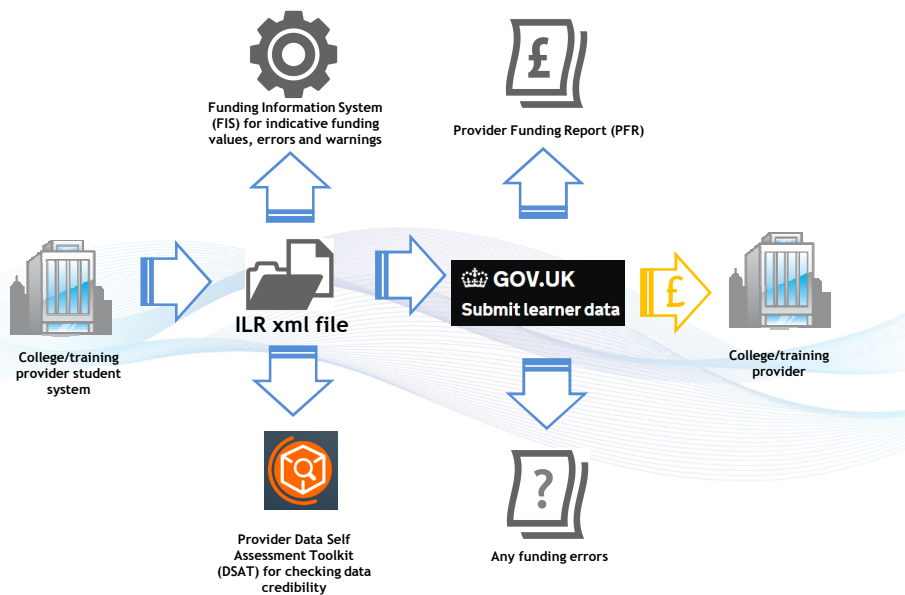 Funding Information System
(FIS) for indicative funding
values, errors and warnings
£
Provider Funding Report (PFR)
College/training
provider student
system
ILR xml file
GOV.UK
Submit learner data
£
College/training
provider
Provider Data Self
Assessment Toolkit
(DSAT) for checking data
credibility
?
Any funding errors